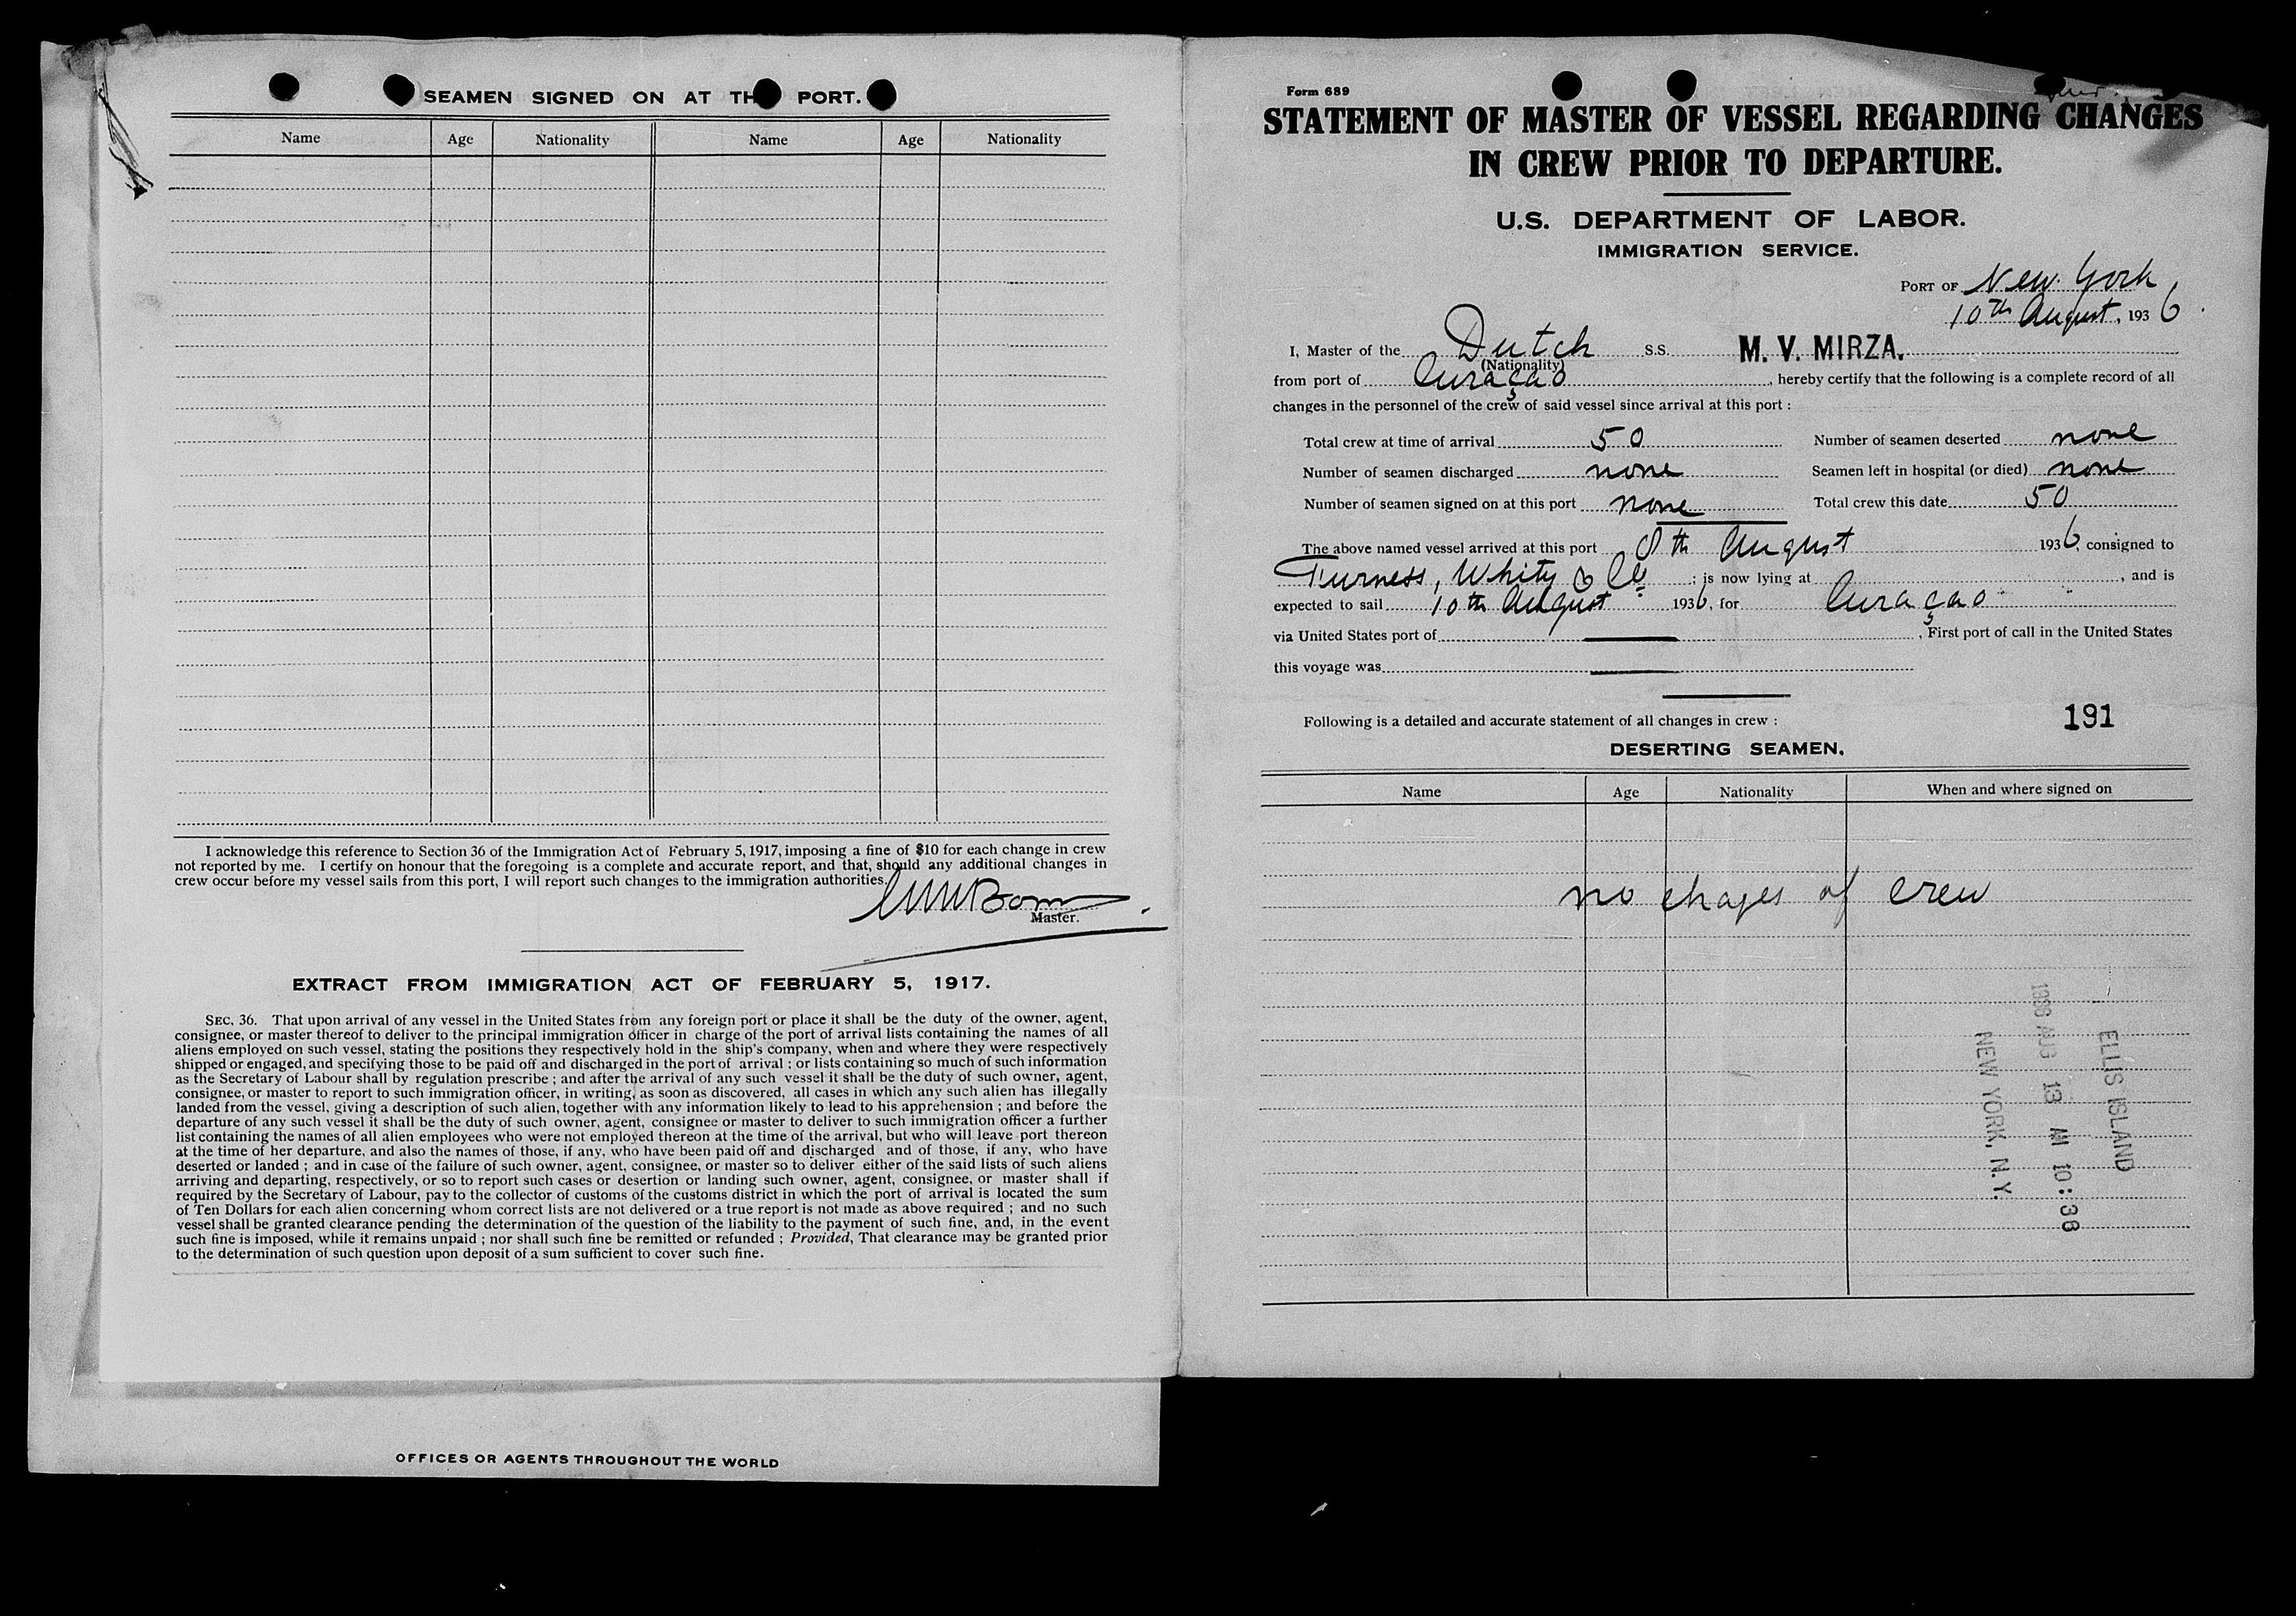 SEAMEN SIGNED ON AT TH PORT.
Name Age Nationality Name Age Nationality
I acknowledge this reference to Section 36 of the Immigration Act of February 5, 1917, imposing a fine of $10 for each change in crew
not reported by me. I certify on honour that the foregoing is a complete and accurate report, and that, should any additional changes in
crew occur before my vessel sails from this port, I will report such changes to the immigration authorities.
Master.
EXTRACT FROM IMMIGRATION ACT OF FEBRUARY 5, 1917.
SEC. 36. That upon arrival of any vessel in the United States from any foreign port or place it shall be the duty of the owner, agent,
consignee, or master thereof to deliver to the principal immigration officer in charge of the port of arrival lists containing the names of all
aliens employed on such vessel, stating the positions they respectively hold in the ship's company, when and where they were respectively
shipped or engaged, and specifying those to be paid off and discharged in the port of arrival ; or lists containing so much of such information
as the Secretary of Labour shall by regulation prescribe ; and after the arrival of any such vessel it shall be the duty of such owner, agent,
consignee, or master to report to such immigration officer, in writing, as soon as discovered, all cases in which any such alien has illegally
landed from the vessel, giving a description of such alien, together with any information likely to lead to his apprehension ; and before the
departure of any such vessel it shall be the duty of such owner, agent, consignee or master to deliver to such immigration officer a further
list containing the names of all alien employees who were not employed thereon at the time of the arrival, but who will leave port thereon
at the time of her departure, and also the names of those, if any, who have been paid off and discharged and of those, if any, who have
deserted or landed ; and in case of the failure of such owner, agent, consignee, or master so to deliver either of the said lists of such aliens
arriving and departing, respectively, or so to report such cases or desertion or landing such owner, agent, consignee, or master shall if
required by the Secretary of Labour, pay to the collector of customs of the customs district in which the port of arrival is located the sum
of Ten Dollars for each alien concerning whom correct lists are not delivered or a true report is not made as above required ; and no such
vessel shall be granted clearance pending the determination of the question of the liability to the payment of such fine, and, in the event
such fine is imposed, while it remains unpaid ; nor shall such fine be remitted or refunded ; Provided, That clearance may be granted prior
to the determination of such question upon deposit of a sum sufficient to cover such fine.
OFFICES OR AGENTS THROUGHOUT THE WORLD
Form 689
STATEMENT OF MASTER OF VESSEL REGARDING CHANGES
IN CREW PRIOR TO DEPARTURE.
U.S. DEPARTMENT OF LABOR.
IMMIGRATION SERVICE.
PORT OF New York
10th August, 1936
I, Master of the Dutch S.S. M. V. MIRZA.
(Nationality)
from port of Curaçao, hereby certify that the following is a complete record of all
changes in the personnel of the crew of said vessel since arrival at this port :
Total crew at time of arrival 50 Number of seamen deserted none
Number of seamen discharged none Seamen left in hospital (or died) none
Number of seamen signed on at this port none Total crew this date 50
The above named vessel arrived at this port 8th August 1936, consigned to
Furness, Whity & Co ; is now lying at , and is
expected to sail 10th August 1936, for Curaçao
via United States port of , First port of call in the United States
this voyage was
Following is a detailed and accurate statement of all changes in crew :
191
DESERTING SEAMEN.
Name Age Nationality When and where signed on
no chages of crew
ELLIS ISLAND
1936 AUG 13 AM 10:38
NEW YORK, N.Y.